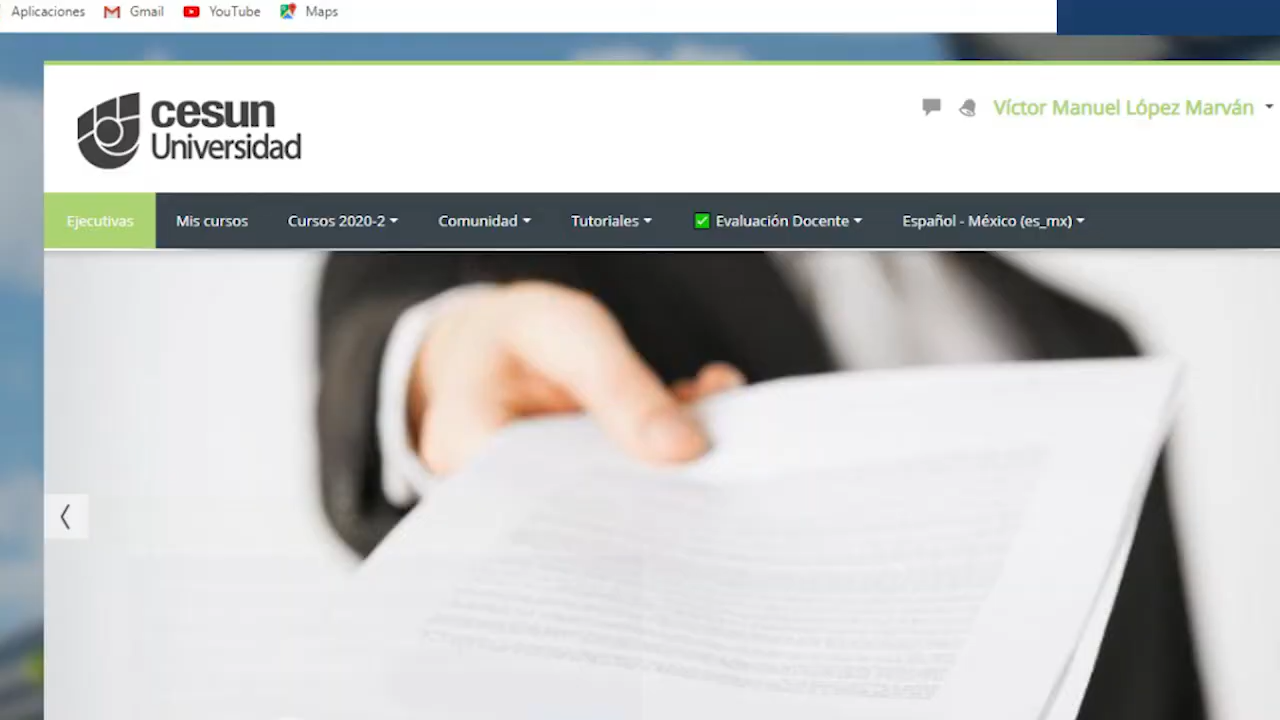 Aplicaciones Gmail YouTube Maps
cesun
Universidad
Víctor Manuel López Marván
Ejecutivas Mis cursos Cursos 2020-2 Comunidad Tutoriales Evaluación Docente Español - México (es_mx)